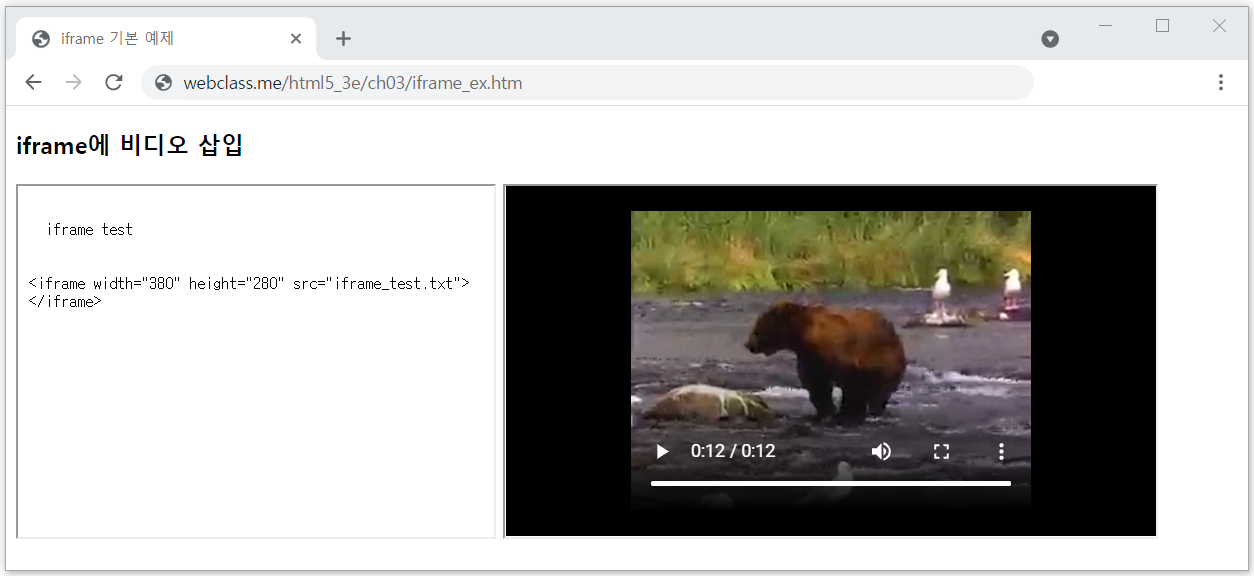 iframe 기본 예제
webclass.me/html5_3e/ch03/iframe_ex.htm
iframe에 비디오 삽입
iframe test
<iframe width="380" height="280" src="iframe_test.txt">
</iframe>
0:12 / 0:12